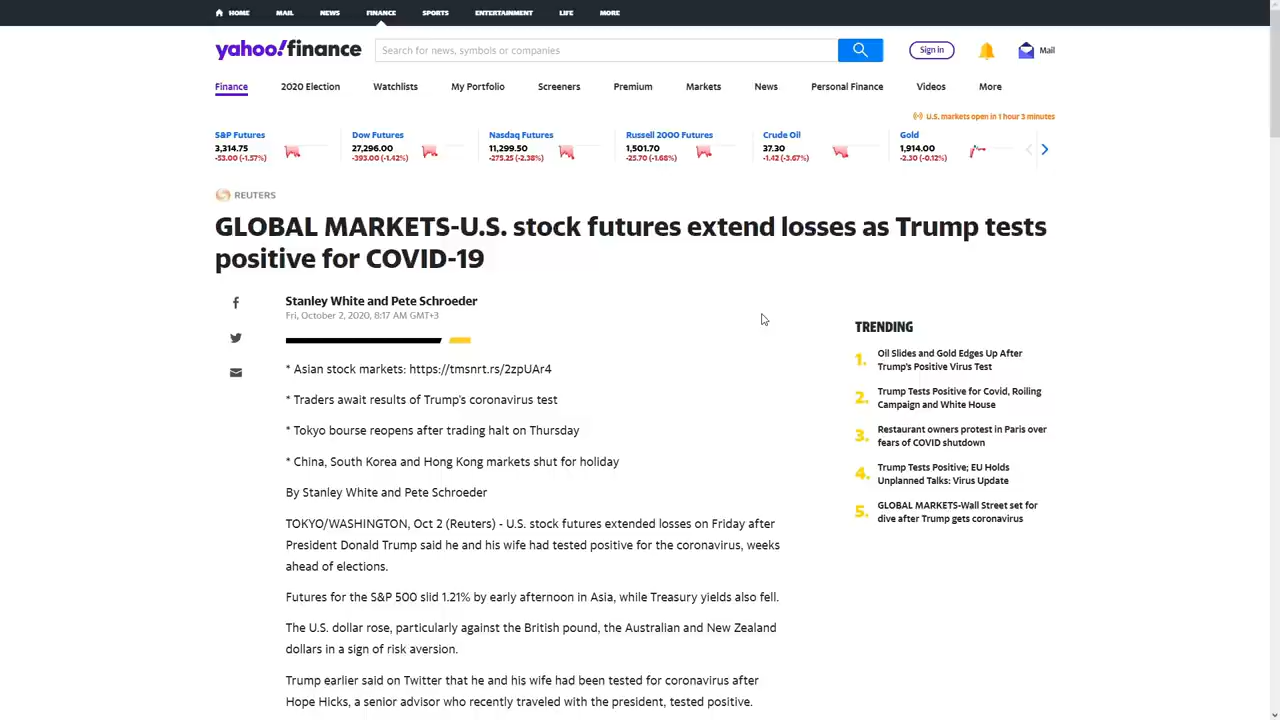 HOME MAIL NEWS FINANCE SPORTS ENTERTAINMENT LIFE MORE
yahoo!finance
Search for news, symbols or companies
Sign in
Mail
Finance 2020 Election Watchlists My Portfolio Screeners Premium Markets News Personal Finance Videos More
U.S. markets open in 1 hour 3 minutes
S&P Futures
3,314.75
-53.00 (-1.57%)
Dow Futures
27,296.00
-393.00 (-1.42%)
Nasdaq Futures
11,299.50
-275.25 (-2.38%)
Russell 2000 Futures
1,501.70
-25.70 (-1.68%)
Crude Oil
37.30
-1.42 (-3.67%)
Gold
1,914.00
-2.30 (-0.12%)
REUTERS
GLOBAL MARKETS-U.S. stock futures extend losses as Trump tests
positive for COVID-19
Stanley White and Pete Schroeder
Fri, October 2, 2020, 8:17 AM GMT+3
* Asian stock markets: https://tmsnrt.rs/2zpUAr4
* Traders await results of Trump's coronavirus test
* Tokyo bourse reopens after trading halt on Thursday
* China, South Korea and Hong Kong markets shut for holiday
By Stanley White and Pete Schroeder
TOKYO/WASHINGTON, Oct 2 (Reuters) - U.S. stock futures extended losses on Friday after
President Donald Trump said he and his wife had tested positive for the coronavirus, weeks
ahead of elections.
Futures for the S&P 500 slid 1.21% by early afternoon in Asia, while Treasury yields also fell.
The U.S. dollar rose, particularly against the British pound, the Australian and New Zealand
dollars in a sign of risk aversion.
Trump earlier said on Twitter that he and his wife had been tested for coronavirus after
Hope Hicks, a senior advisor who recently traveled with the president, tested positive.
TRENDING
1. Oil Slides and Gold Edges Up After
Trump's Positive Virus Test
2. Trump Tests Positive for Covid, Roiling
Campaign and White House
3. Restaurant owners protest in Paris over
fears of COVID shutdown
4. Trump Tests Positive; EU Holds
Unplanned Talks: Virus Update
5. GLOBAL MARKETS-Wall Street set for
dive after Trump gets coronavirus